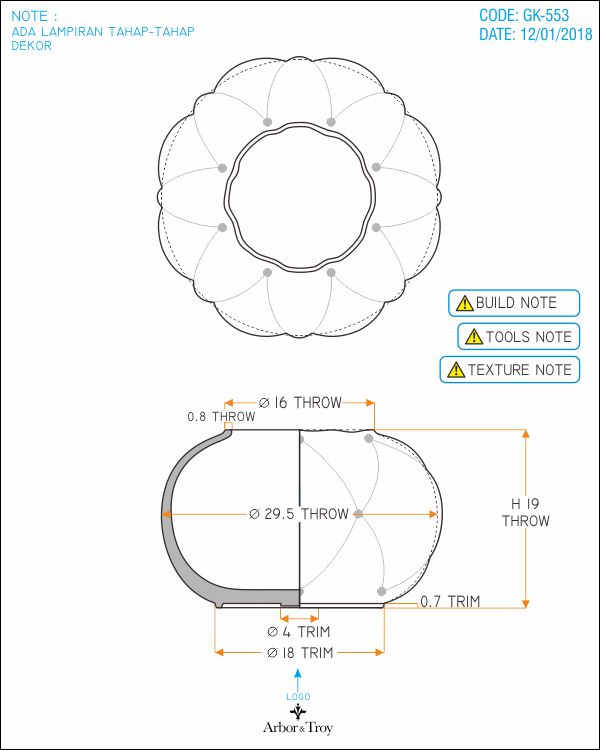 NOTE :
ADA LAMPIRAN TAHAP-TAHAP
DEKOR
CODE: GK-553
DATE: 12/01/2018
BUILD NOTE
TOOLS NOTE
TEXTURE NOTE
Ø 16 THROW
0.8 THROW
Ø 29.5 THROW
H 19
THROW
0.7 TRIM
Ø 4 TRIM
Ø 18 TRIM
LOGO
Arbor & Troy